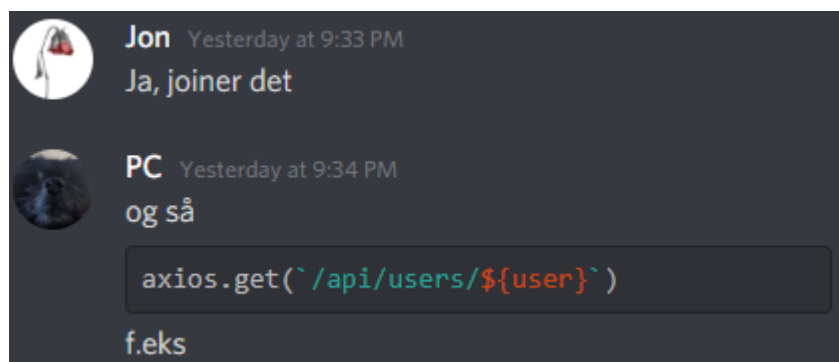 Jon Yesterday at 9:33 PM
Ja, joiner det
PC Yesterday at 9:34 PM
og så
axios.get(`/api/users/${user}`)
f.eks